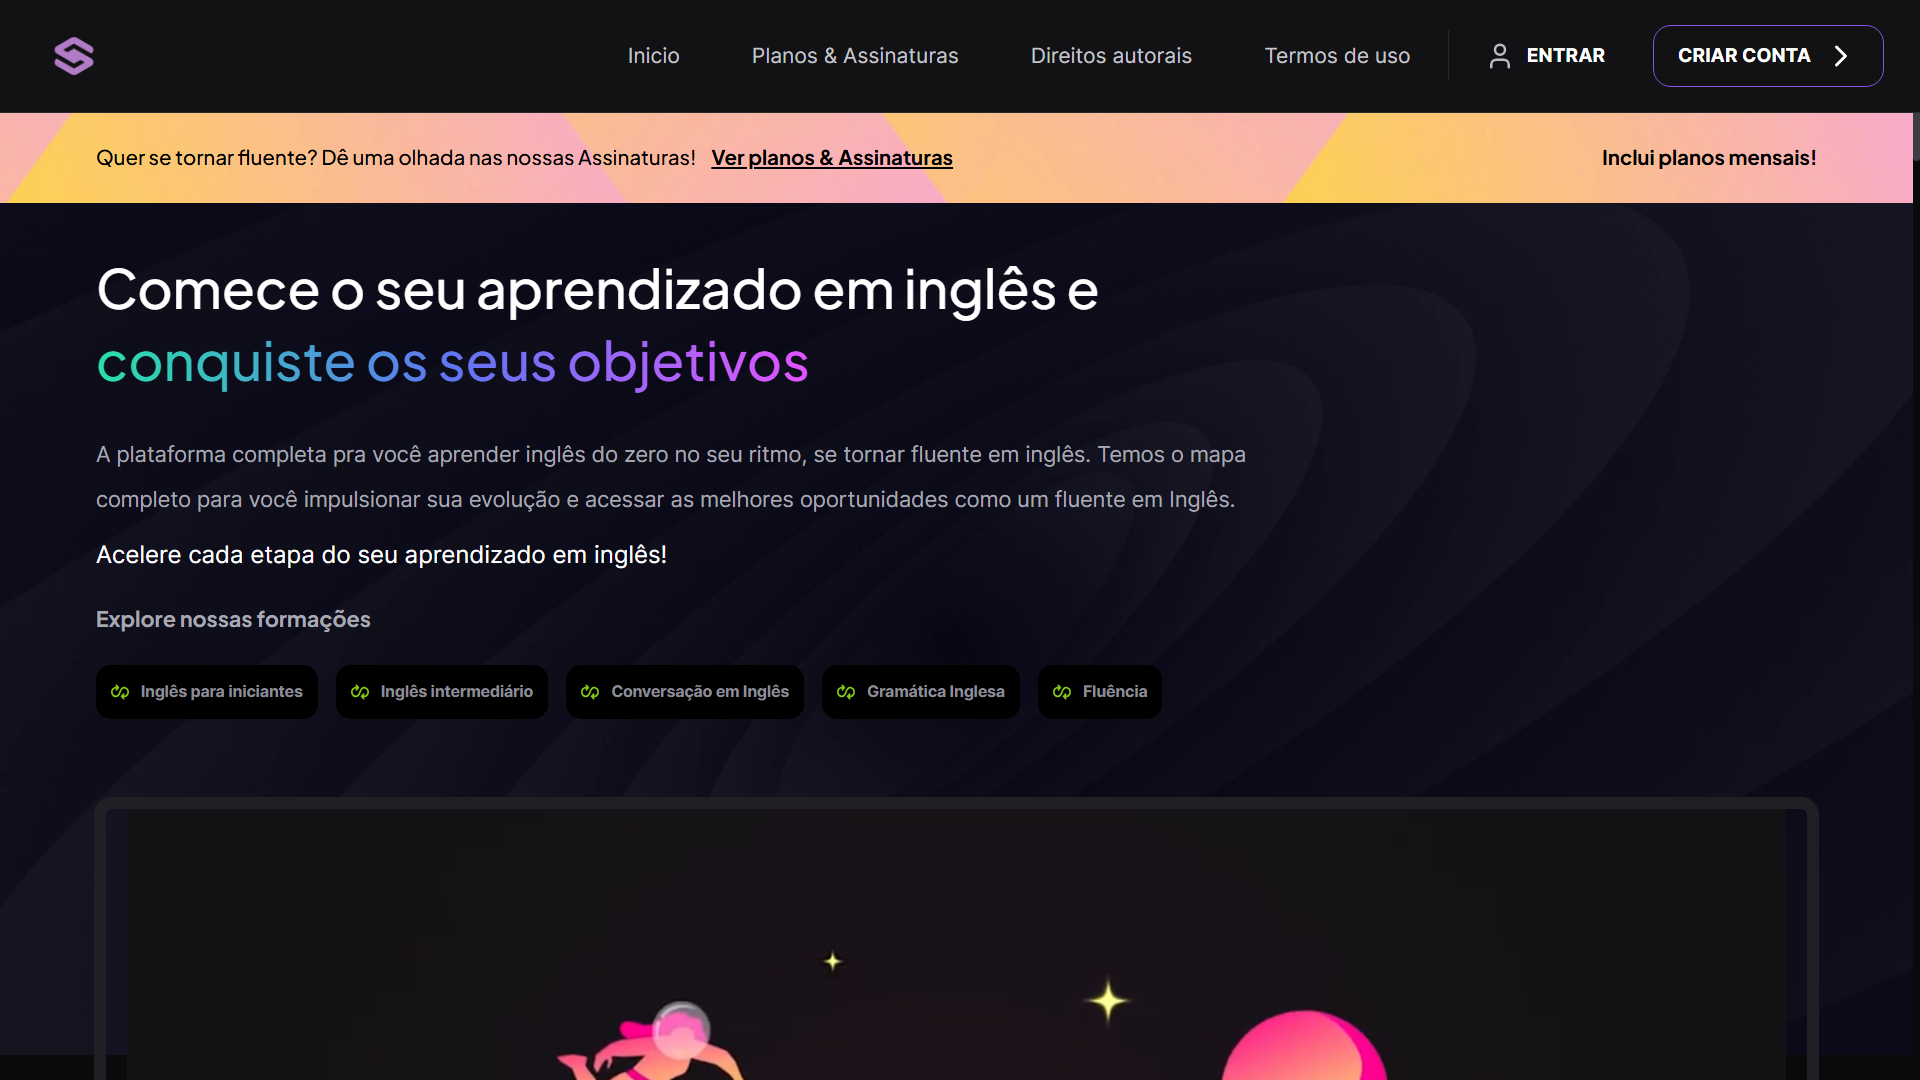 Inicio
Planos & Assinaturas
Direitos autorais
Termos de uso
ENTRAR
CRIAR CONTA
Quer se tornar fluente? Dê uma olhada nas nossas Assinaturas! Ver planos & Assinaturas
Inclui planos mensais!
Comece o seu aprendizado em inglês e
conquiste os seus objetivos
A plataforma completa pra você aprender inglês do zero no seu ritmo, se tornar fluente em inglês. Temos o mapa
completo para você impulsionar sua evolução e acessar as melhores oportunidades como um fluente em Inglês.
Acelere cada etapa do seu aprendizado em inglês!
Explore nossas formações
Inglês para iniciantes
Inglês intermediário
Conversação em Inglês
Gramática Inglesa
Fluência